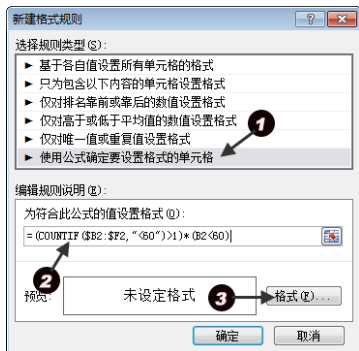 新建格式规则
选择规则类型(S):
► 基于各自值设置所有单元格的格式
► 只为包含以下内容的单元格设置格式
► 仅对排名靠前或靠后的数值设置格式
► 仅对高于或低于平均值的数值设置格式
► 仅对唯一值或重复值设置格式
► 使用公式确定要设置格式的单元格
1
编辑规则说明(E):
为符合此公式的值设置格式(O):
=(COUNTIF($B2:$F2,"<60")>1)*(B2<60)
2
预览:
未设定格式
3
格式(F)...
确定
取消